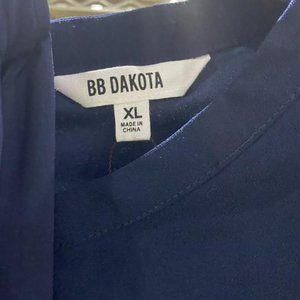 BB DAKOTA
XL
MADE IN
CHINA